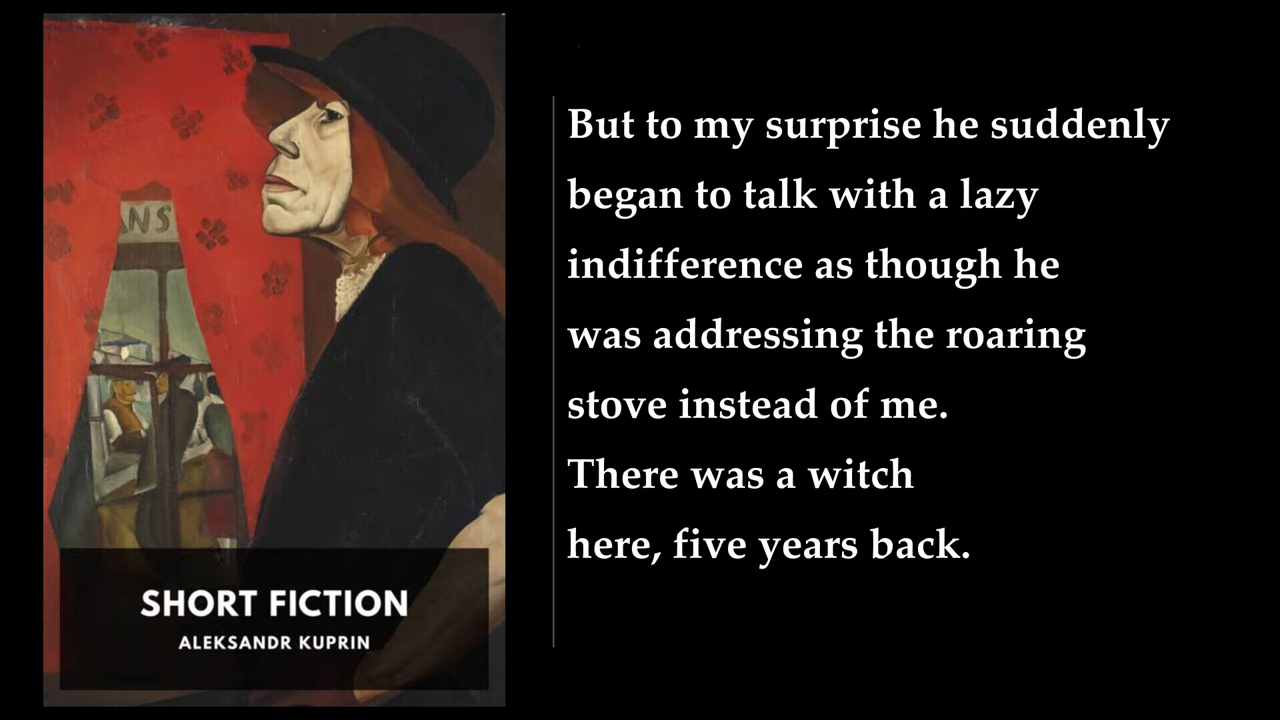 NS
SHORT FICTION
ALEKSANDR KUPRIN
But to my surprise he suddenly
began to talk with a lazy
indifference as though he
was addressing the roaring
stove instead of me.
There was a witch
here, five years back.